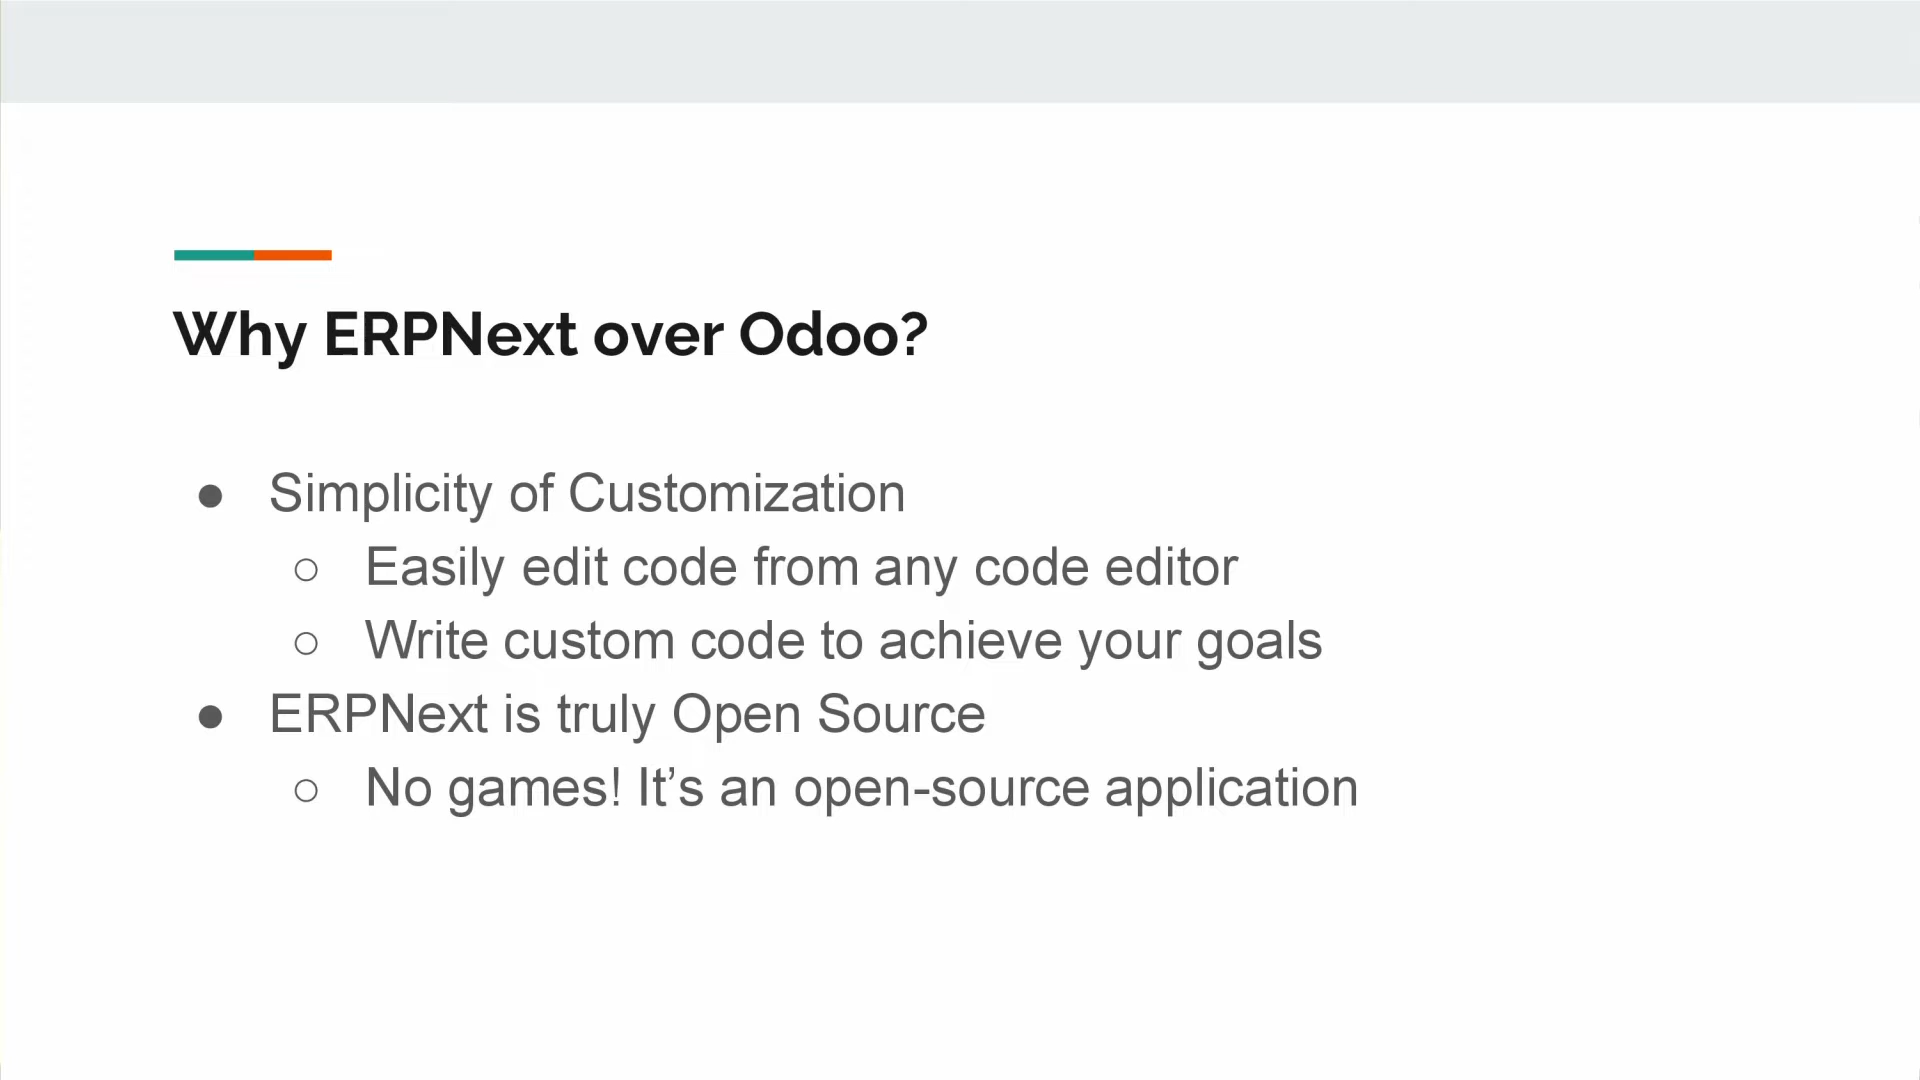 Why ERPNext over Odoo?
● Simplicity of Customization
○ Easily edit code from any code editor
○ Write custom code to achieve your goals
● ERPNext is truly Open Source
○ No games! It’s an open-source application